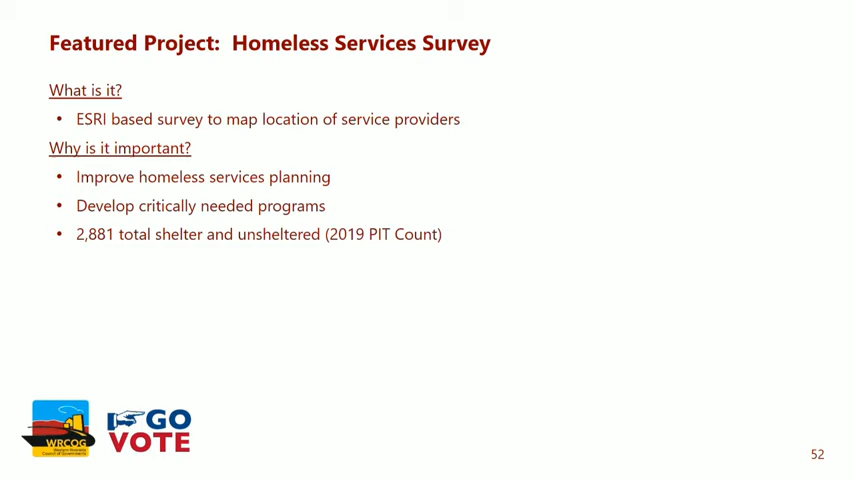 Featured Project: Homeless Services Survey
What is it?
• ESRI based survey to map location of service providers
Why is it important?
• Improve homeless services planning
• Develop critically needed programs
• 2,881 total shelter and unsheltered (2019 PIT Count)
WRCOG
Western Riverside
Council of Governments
GO
VOTE
52